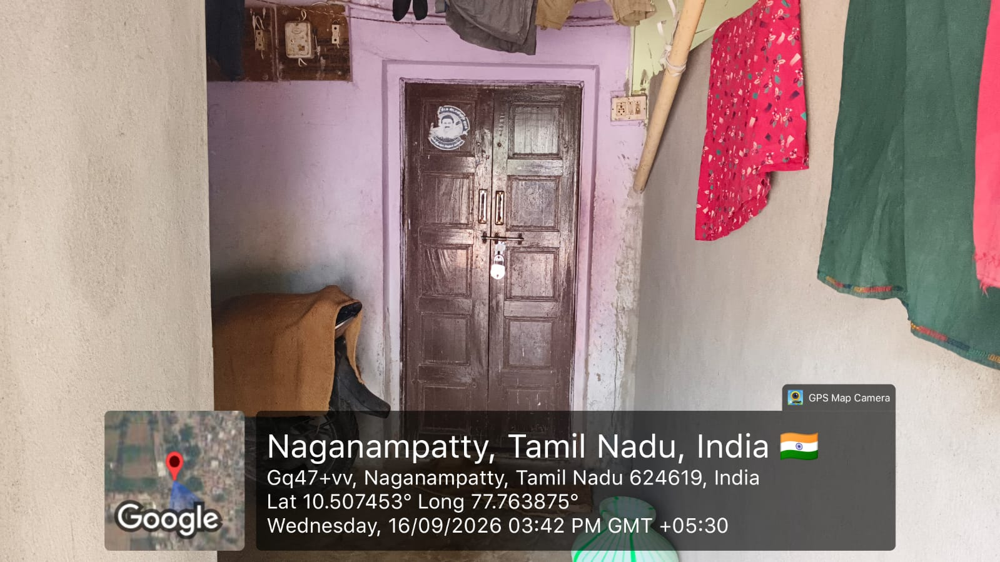 GPS Map Camera
Naganampatty, Tamil Nadu, India
Gq47+vv, Naganampatty, Tamil Nadu 624619, India
Lat 10.507453° Long 77.763875°
Wednesday, 16/09/2026 03:42 PM GMT +05:30
Google